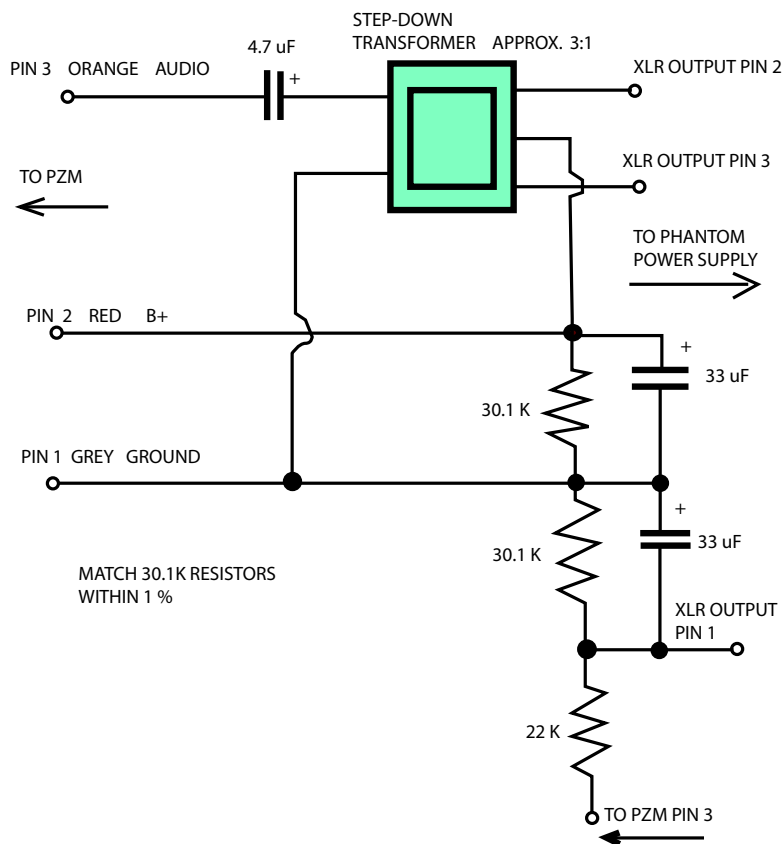 STEP-DOWN
TRANSFORMER APPROX. 3:1
4.7 uF
+
PIN 3 ORANGE AUDIO
XLR OUTPUT PIN 2
XLR OUTPUT PIN 3
TO PZM
TO PHANTOM
POWER SUPPLY
PIN 2 RED B+
+
33 uF
30.1 K
PIN 1 GREY GROUND
+
33 uF
30.1 K
MATCH 30.1K RESISTORS
WITHIN 1 %
XLR OUTPUT
PIN 1
22 K
TO PZM PIN 3